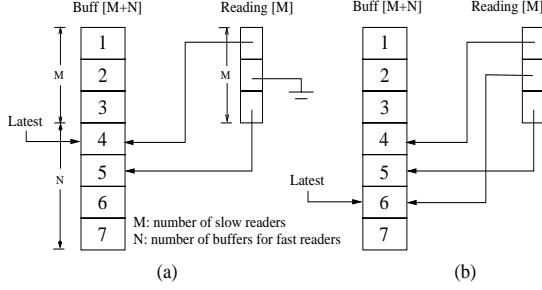 Buff [M+N]
Reading [M]
Buff [M+N]
Reading [M]
1
2
3
4
5
6
7
M
N
M
Latest
1
2
3
4
5
6
7
Latest
M: number of slow readers
N: number of buffers for fast readers
(a)
(b)